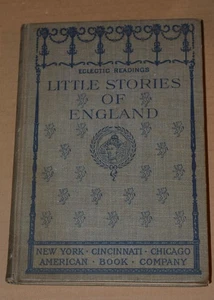 ECLECTIC READINGS
LITTLE STORIES
OF
ENGLAND
NEW YORK · CINCINNATI · CHICAGO
AMERICAN · BOOK · COMPANY